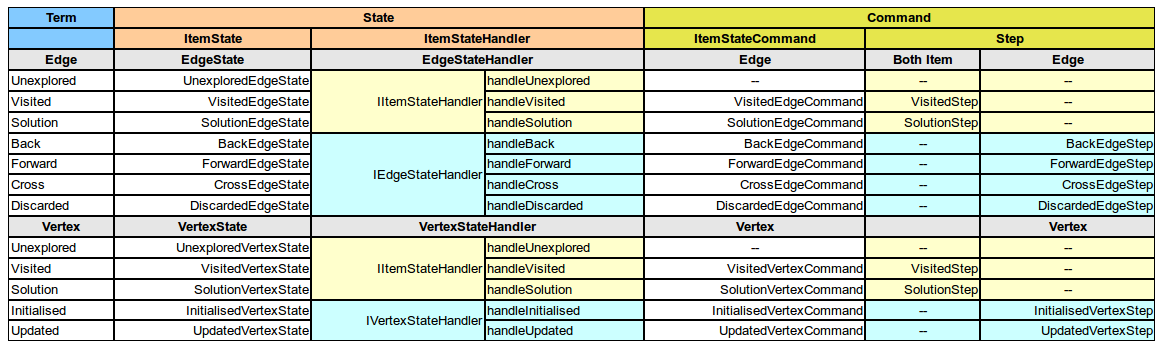 Term State Command
ItemState ItemStateHandler ItemStateCommand Step
Edge EdgeState EdgeStateHandler Edge Both Item Edge
Unexplored UnexploredEdgeState handleUnexplored -- -- --
Visited VisitedEdgeState IItemStateHandler handleVisited VisitedEdgeCommand VisitedStep --
Solution SolutionEdgeState handleSolution SolutionEdgeCommand SolutionStep --
Back BackEdgeState handleBack BackEdgeCommand -- BackEdgeStep
Forward ForwardEdgeState IEdgeStateHandler handleForward ForwardEdgeCommand -- ForwardEdgeStep
Cross CrossEdgeState handleCross CrossEdgeCommand -- CrossEdgeStep
Discarded DiscardedEdgeState handleDiscarded DiscardedEdgeCommand -- DiscardedEdgeStep
Vertex VertexState VertexStateHandler Vertex Vertex
Unexplored UnexploredVertexState handleUnexplored -- -- --
Visited VisitedVertexState IItemStateHandler handleVisited VisitedVertexCommand VisitedStep --
Solution SolutionVertexState handleSolution SolutionVertexCommand SolutionStep --
Initialised InitialisedVertexState IVertexStateHandler handleInitialised InitialisedVertexCommand -- InitialisedVertexStep
Updated UpdatedVertexState handleUpdated UpdatedVertexCommand -- UpdatedVertexStep